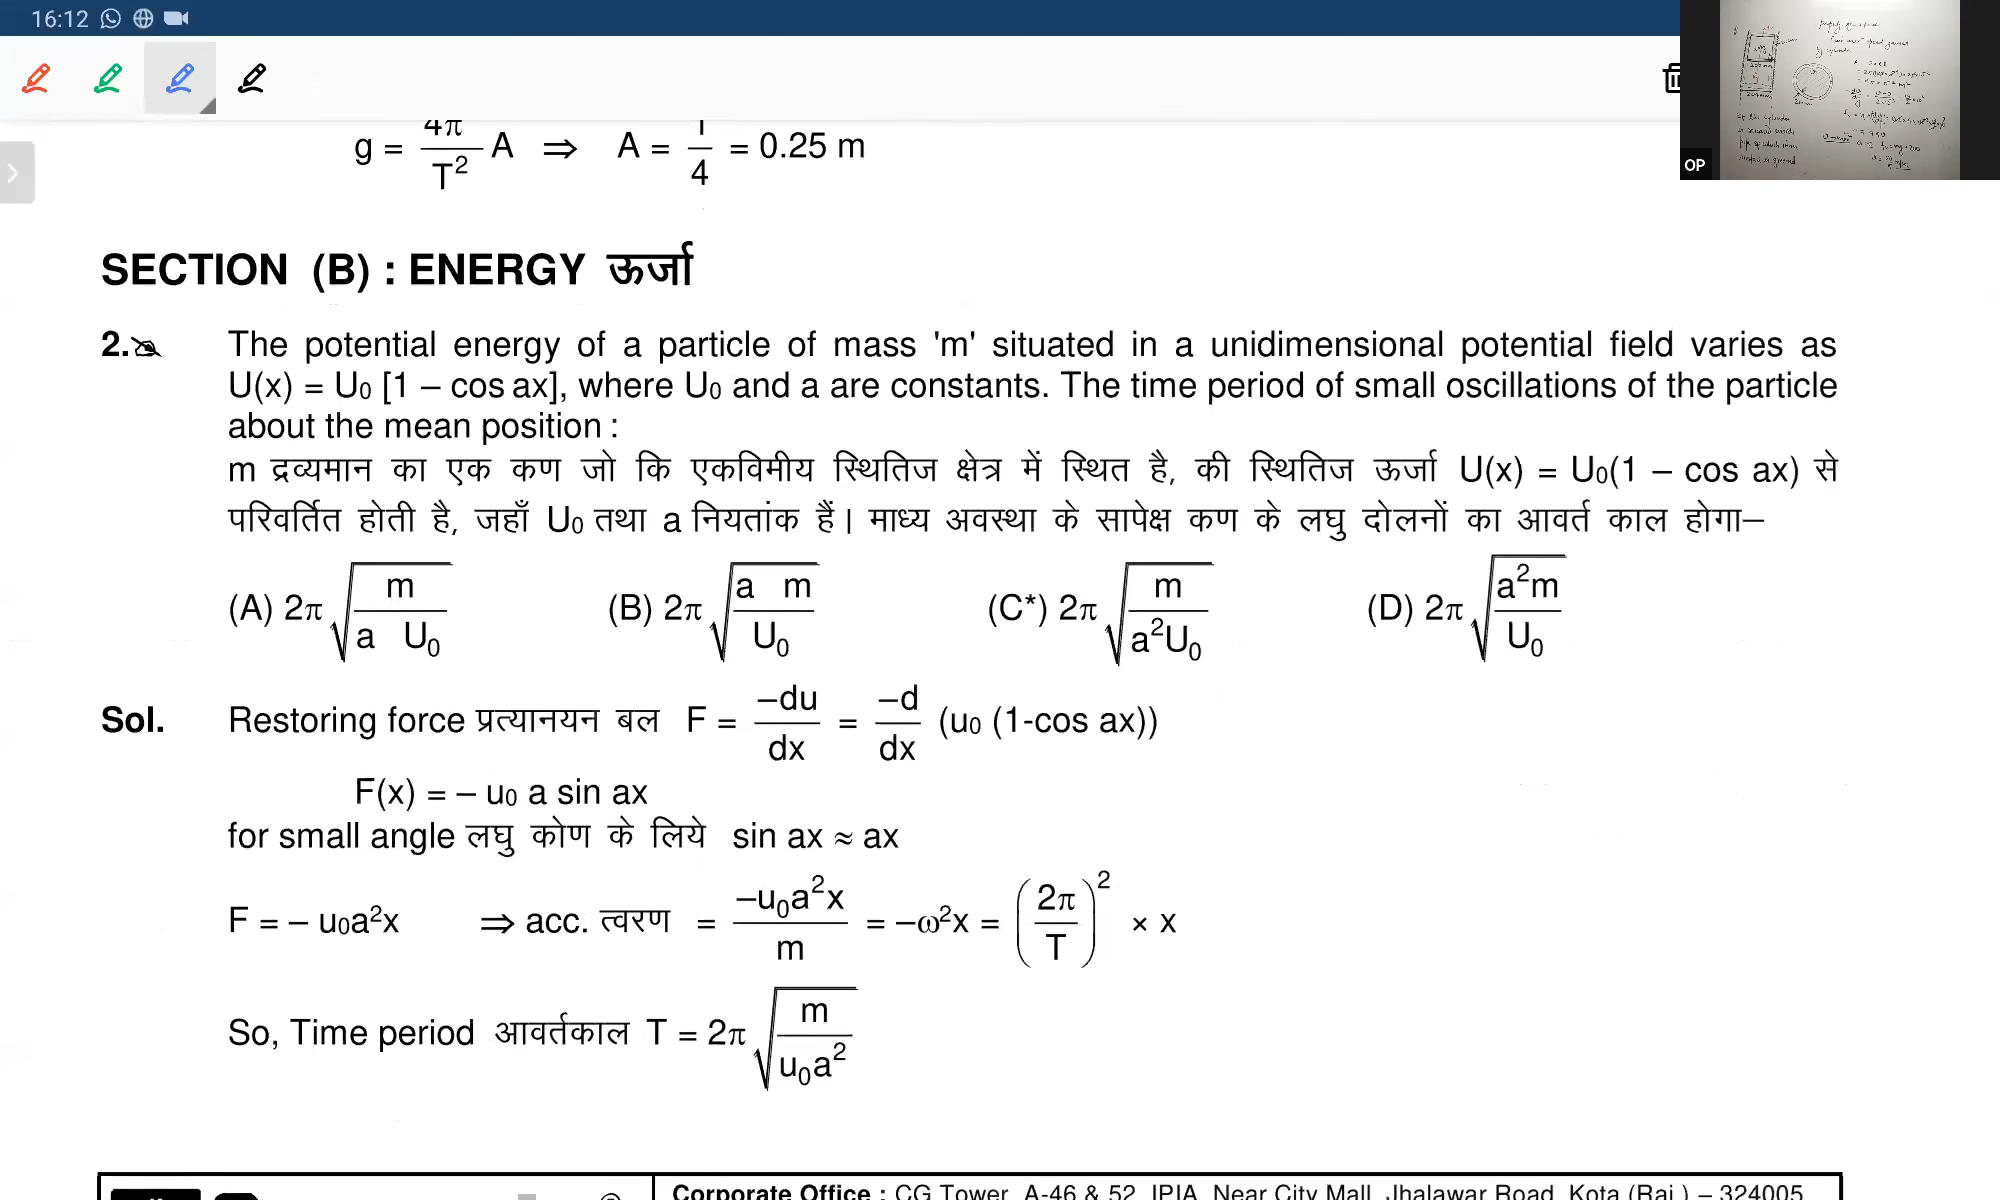 16:12
g = 4π / T² A ⇒ A = 1/4 = 0.25 m
OP
SECTION (B) : ENERGY ऊर्जा
2. The potential energy of a particle of mass 'm' situated in a unidimensional potential field varies as
U(x) = U₀ [1 – cos ax], where U₀ and a are constants. The time period of small oscillations of the particle
about the mean position :
m द्रव्यमान का एक कण जो कि एकविमीय स्थितिज क्षेत्र में स्थित है, की स्थितिज ऊर्जा U(x) = U₀(1 – cos ax) से
परिवर्तित होती है, जहाँ U₀ तथा a नियतांक हैं। माध्य अवस्था के सापेक्ष कण के लघु दोलनों का आवर्त काल होगा–
(A) 2π √(m / a U₀) (B) 2π √(a m / U₀) (C*) 2π √(m / a²U₀) (D) 2π √(a²m / U₀)
Sol. Restoring force प्रत्यानयन बल F = –du/dx = –d/dx (u₀ (1-cos ax))
F(x) = – u₀ a sin ax
for small angle लघु कोण के लिये sin ax ≈ ax
F = – u₀a²x ⇒ acc. त्वरण = –u₀a²x / m = –ω²x = (2π/T)² × x
So, Time period आवर्तकाल T = 2π √(m / u₀a²)
Corporate Office : CG Tower, A-46 & 52, IPIA, Near City Mall, Jhalawar Road, Kota (Raj.) – 324005